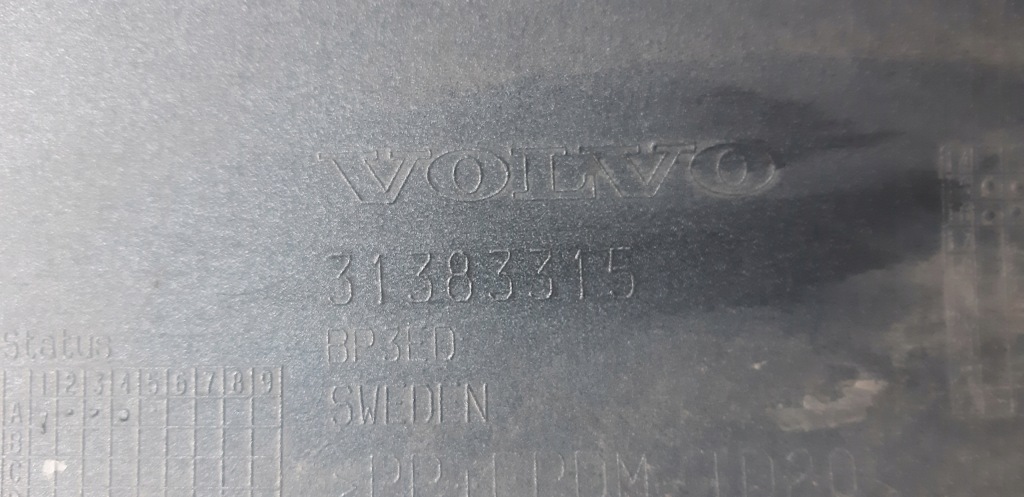 VOLVO
31383315
BP3ED
SWEDEN
Status
1 2 3 4 5 6 7 8 9
A
B
C